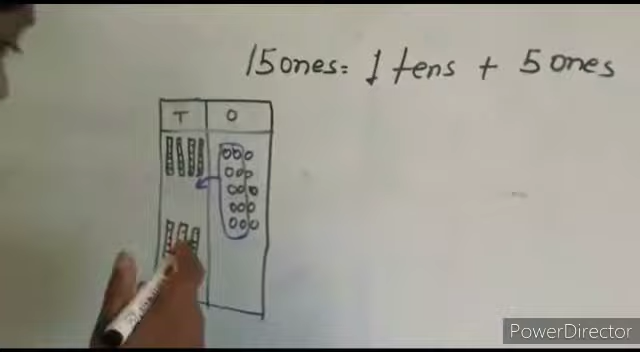 15 ones = 1 tens + 5 ones
T O
PowerDirector